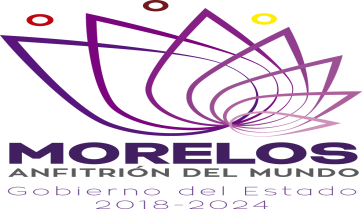 MORELOS
ANFITRIÓN DEL MUNDO
Gobierno del Estado
2018-2024